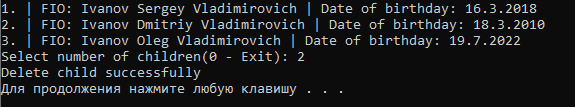 1. | FIO: Ivanov Sergey Vladimirovich | Date of birthday: 16.3.2018
2. | FIO: Ivanov Dmitriy Vladimirovich | Date of birthday: 18.3.2010
3. | FIO: Ivanov Oleg Vladimirovich | Date of birthday: 19.7.2022
Select number of children(0 - Exit): 2
Delete child successfully
Для продолжения нажмите любую клавишу . . .